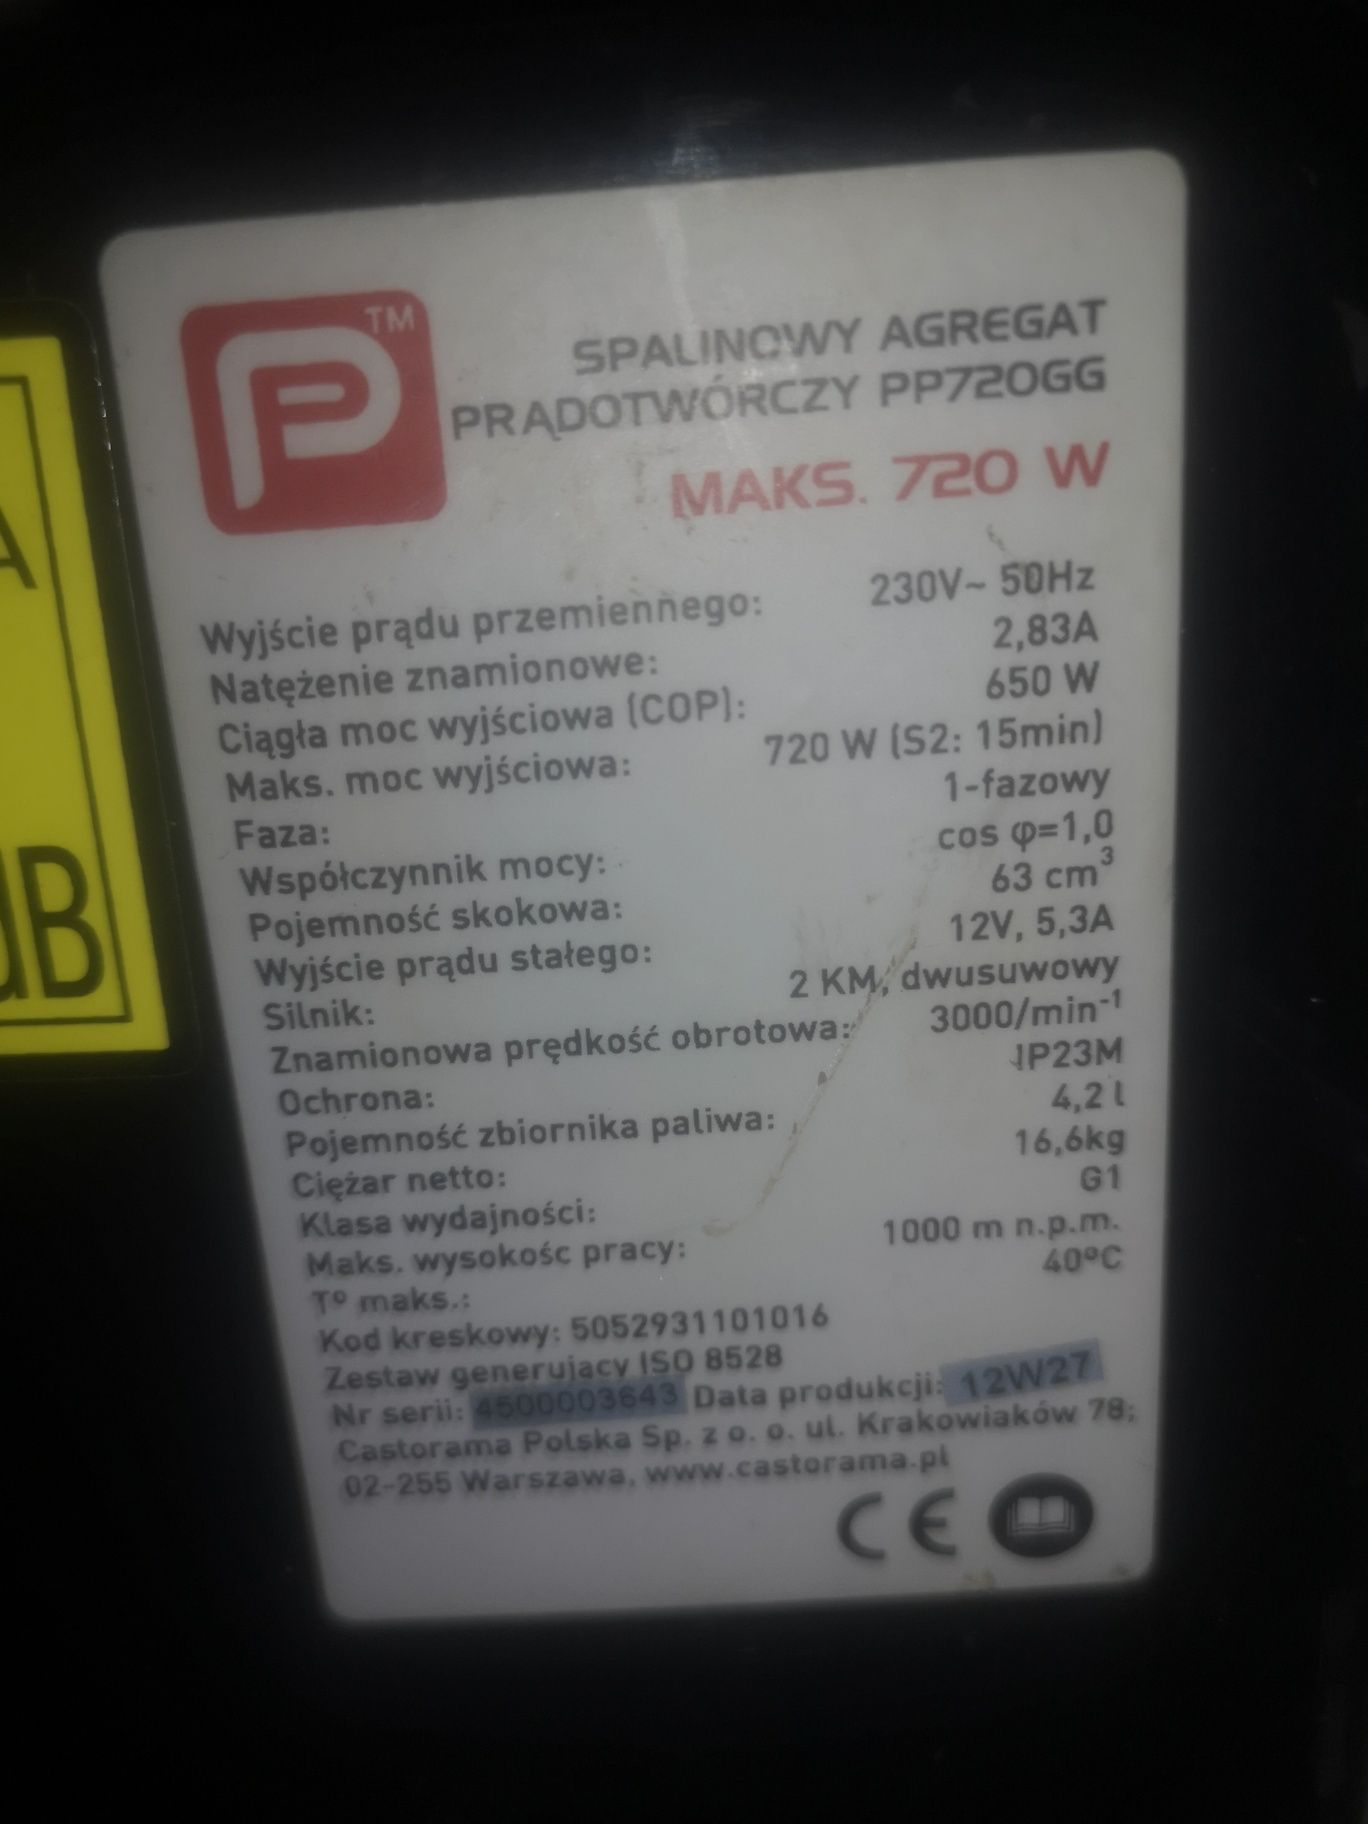 P™
SPALINOWY AGREGAT
PRĄDOTWÓRCZY PP720GG
MAKS. 720 W
Wyjście prądu przemiennego: 230V~ 50Hz
Natężenie znamionowe: 2,83A
Ciągła moc wyjściowa (COP): 650 W
Maks. moc wyjściowa: 720 W (S2: 15min)
Faza: 1-fazowy
Współczynnik mocy: cos φ=1,0
Pojemność skokowa: 63 cm³
Wyjście prądu stałego: 12V, 5,3A
Silnik: 2 KM, dwusuwowy
Znamionowa prędkość obrotowa: 3000/min⁻¹
Ochrona: IP23M
Pojemność zbiornika paliwa: 4,2 l
Ciężar netto: 16,6kg
Klasa wydajności: G1
Maks. wysokośc pracy: 1000 m n.p.m.
Tº maks.: 40ºC
Kod kreskowy: 5052931101016
Zestaw generujący ISO 8528
Nr serii: 4500003643 Data produkcji: 12W27
Castorama Polska Sp. z o. o. ul. Krakowiaków 78;
02-255 Warszawa, www.castorama.pl
CE
A
dB